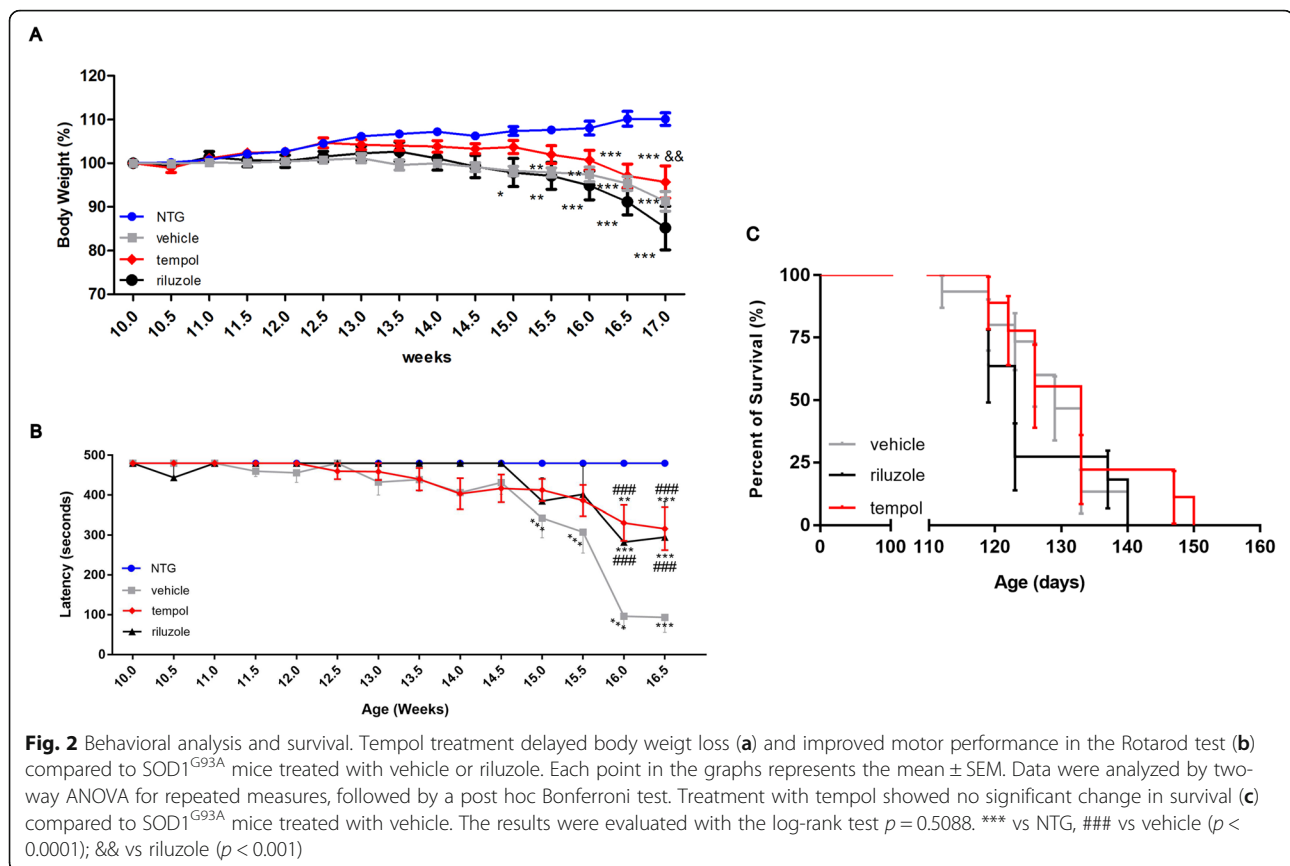 A
120
110
100
90
80
70
Body Weight (%)
** *** *** &&
* ** ** *** *** *** *** *** ***
NTG
vehicle
tempol
riluzole
10.0 10.5 11.0 11.5 12.0 12.5 13.0 13.5 14.0 14.5 15.0 15.5 16.0 16.5 17.0
weeks
B
500
400
300
200
100
0
Latency (seconds)
### ###
** ***
*** ***
### ###
*** *** *** ***
NTG
vehicle
tempol
riluzole
10.0 10.5 11.0 11.5 12.0 12.5 13.0 13.5 14.0 14.5 15.0 15.5 16.0 16.5
Age (Weeks)
C
100
75
50
25
Percent of Survival (%)
vehicle
riluzole
tempol
0 100 110 120 130 140 150 160
Age (days)
Fig. 2 Behavioral analysis and survival. Tempol treatment delayed body weigt loss (a) and improved motor performance in the Rotarod test (b)
compared to SOD1G93A mice treated with vehicle or riluzole. Each point in the graphs represents the mean ± SEM. Data were analyzed by two-
way ANOVA for repeated measures, followed by a post hoc Bonferroni test. Treatment with tempol showed no significant change in survival (c)
compared to SOD1G93A mice treated with vehicle. The results were evaluated with the log-rank test p = 0.5088. *** vs NTG, ### vs vehicle (p <
0.0001); && vs riluzole (p < 0.001)